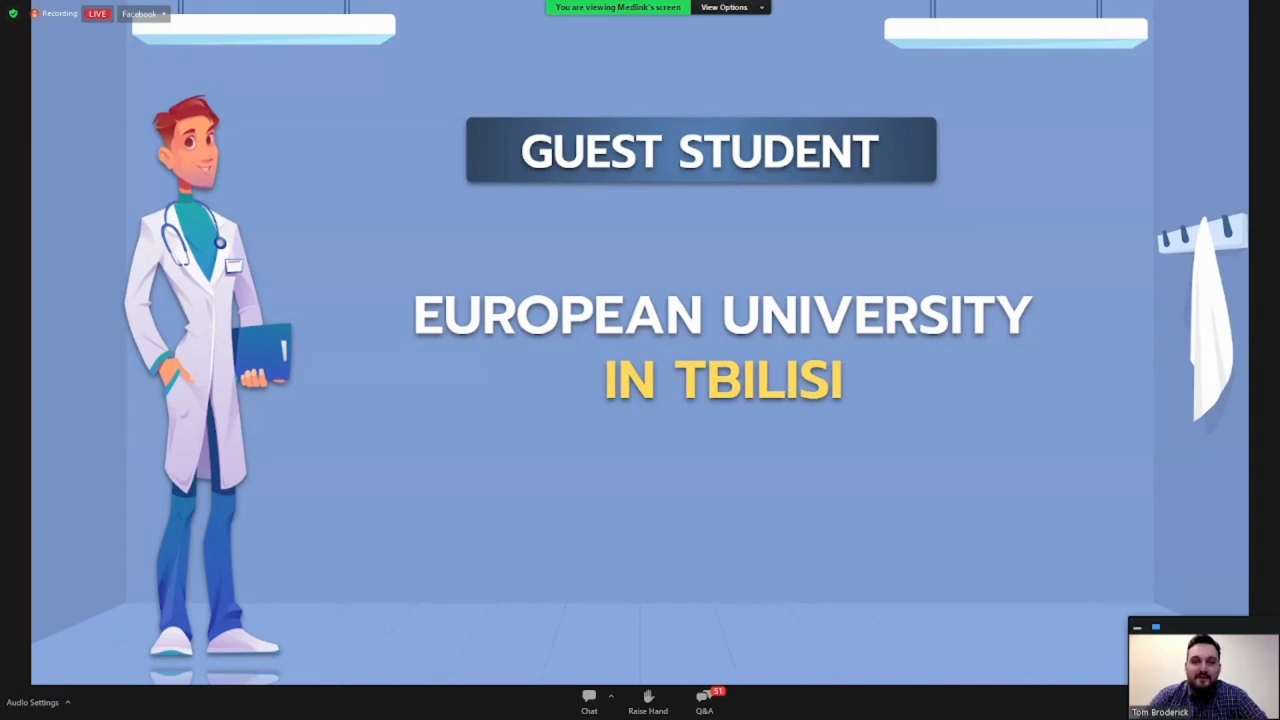 Recording LIVE Facebook
You are viewing Medlink's screen View Options
GUEST STUDENT
EUROPEAN UNIVERSITY
IN TBILISI
Tom Broderick
Audio Settings
Chat
Raise Hand
51
Q&A